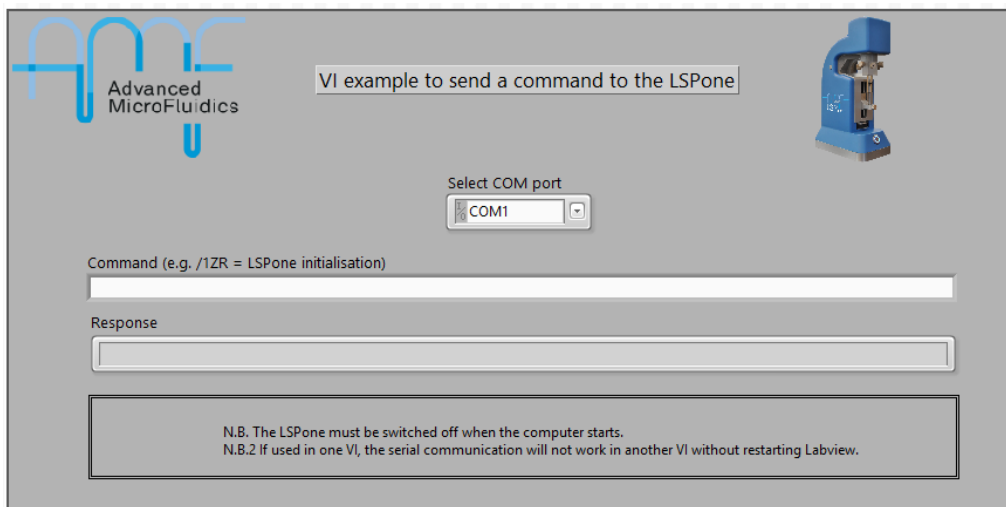 Advanced
MicroFluidics
VI example to send a command to the LSPone
Select COM port
COM1
Command (e.g. /1ZR = LSPone initialisation)
Response
N.B. The LSPone must be switched off when the computer starts.
N.B.2 If used in one VI, the serial communication will not work in another VI without restarting Labview.